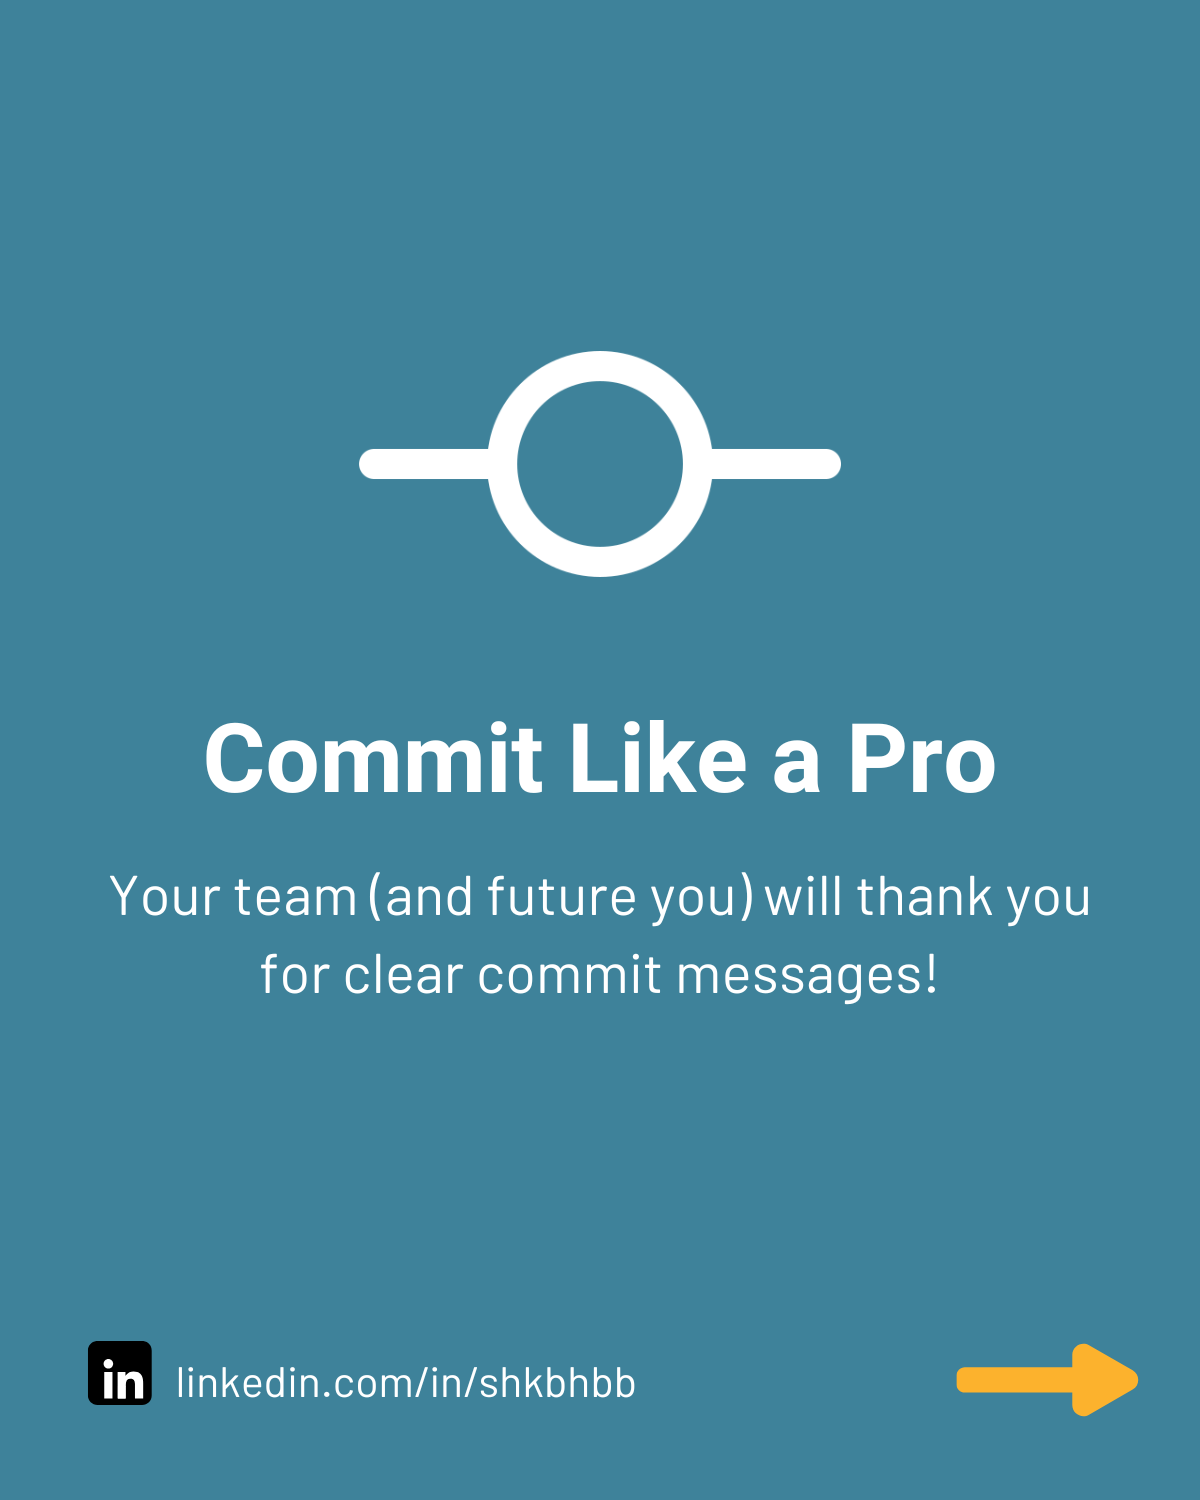 Commit Like a Pro
Your team (and future you) will thank you
for clear commit messages!
in
linkedin.com/in/shkbhbb